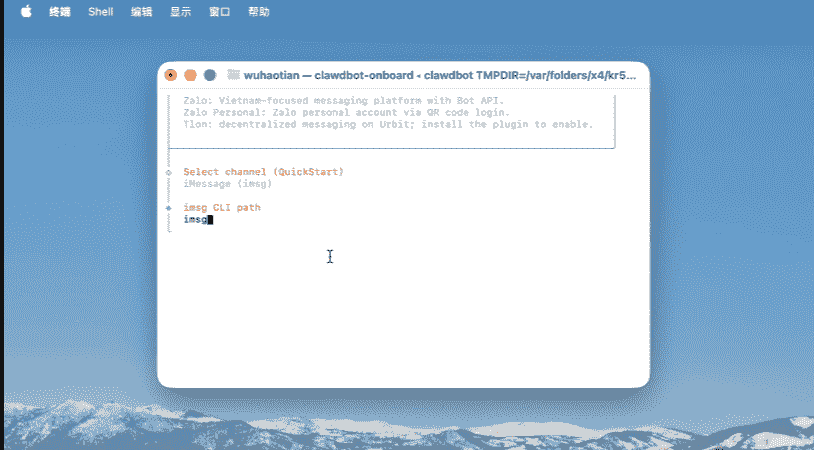 终端 Shell 编辑 显示 窗口 帮助
wuhaotian — clawdbot-onboard ◂ clawdbot TMPDIR=/var/folders/x4/kr5...
Zalo: Vietnam-focused messaging platform with Bot API.
Zalo Personal: Zalo personal account via QR code login.
Tlon: decentralized messaging on Urbit; install the plugin to enable.
Select channel (QuickStart)
iMessage (imsg)
imsg CLI path
imsg